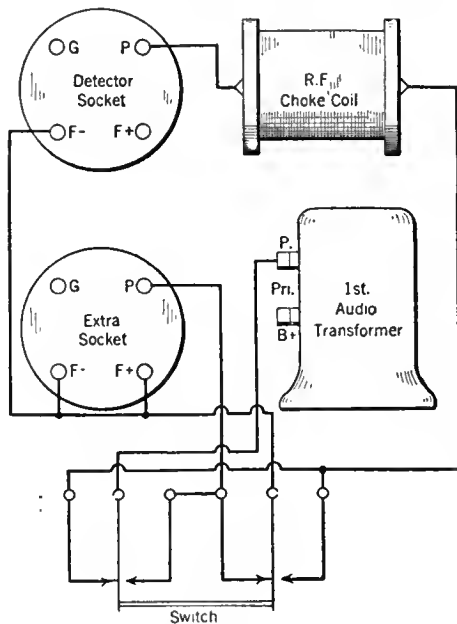 G P
Detector
Socket
F- F+
R.F.
Choke Coil
G P
Extra
Socket
F- F+
P.
Pri.
B+
1st.
Audio
Transformer
Switch